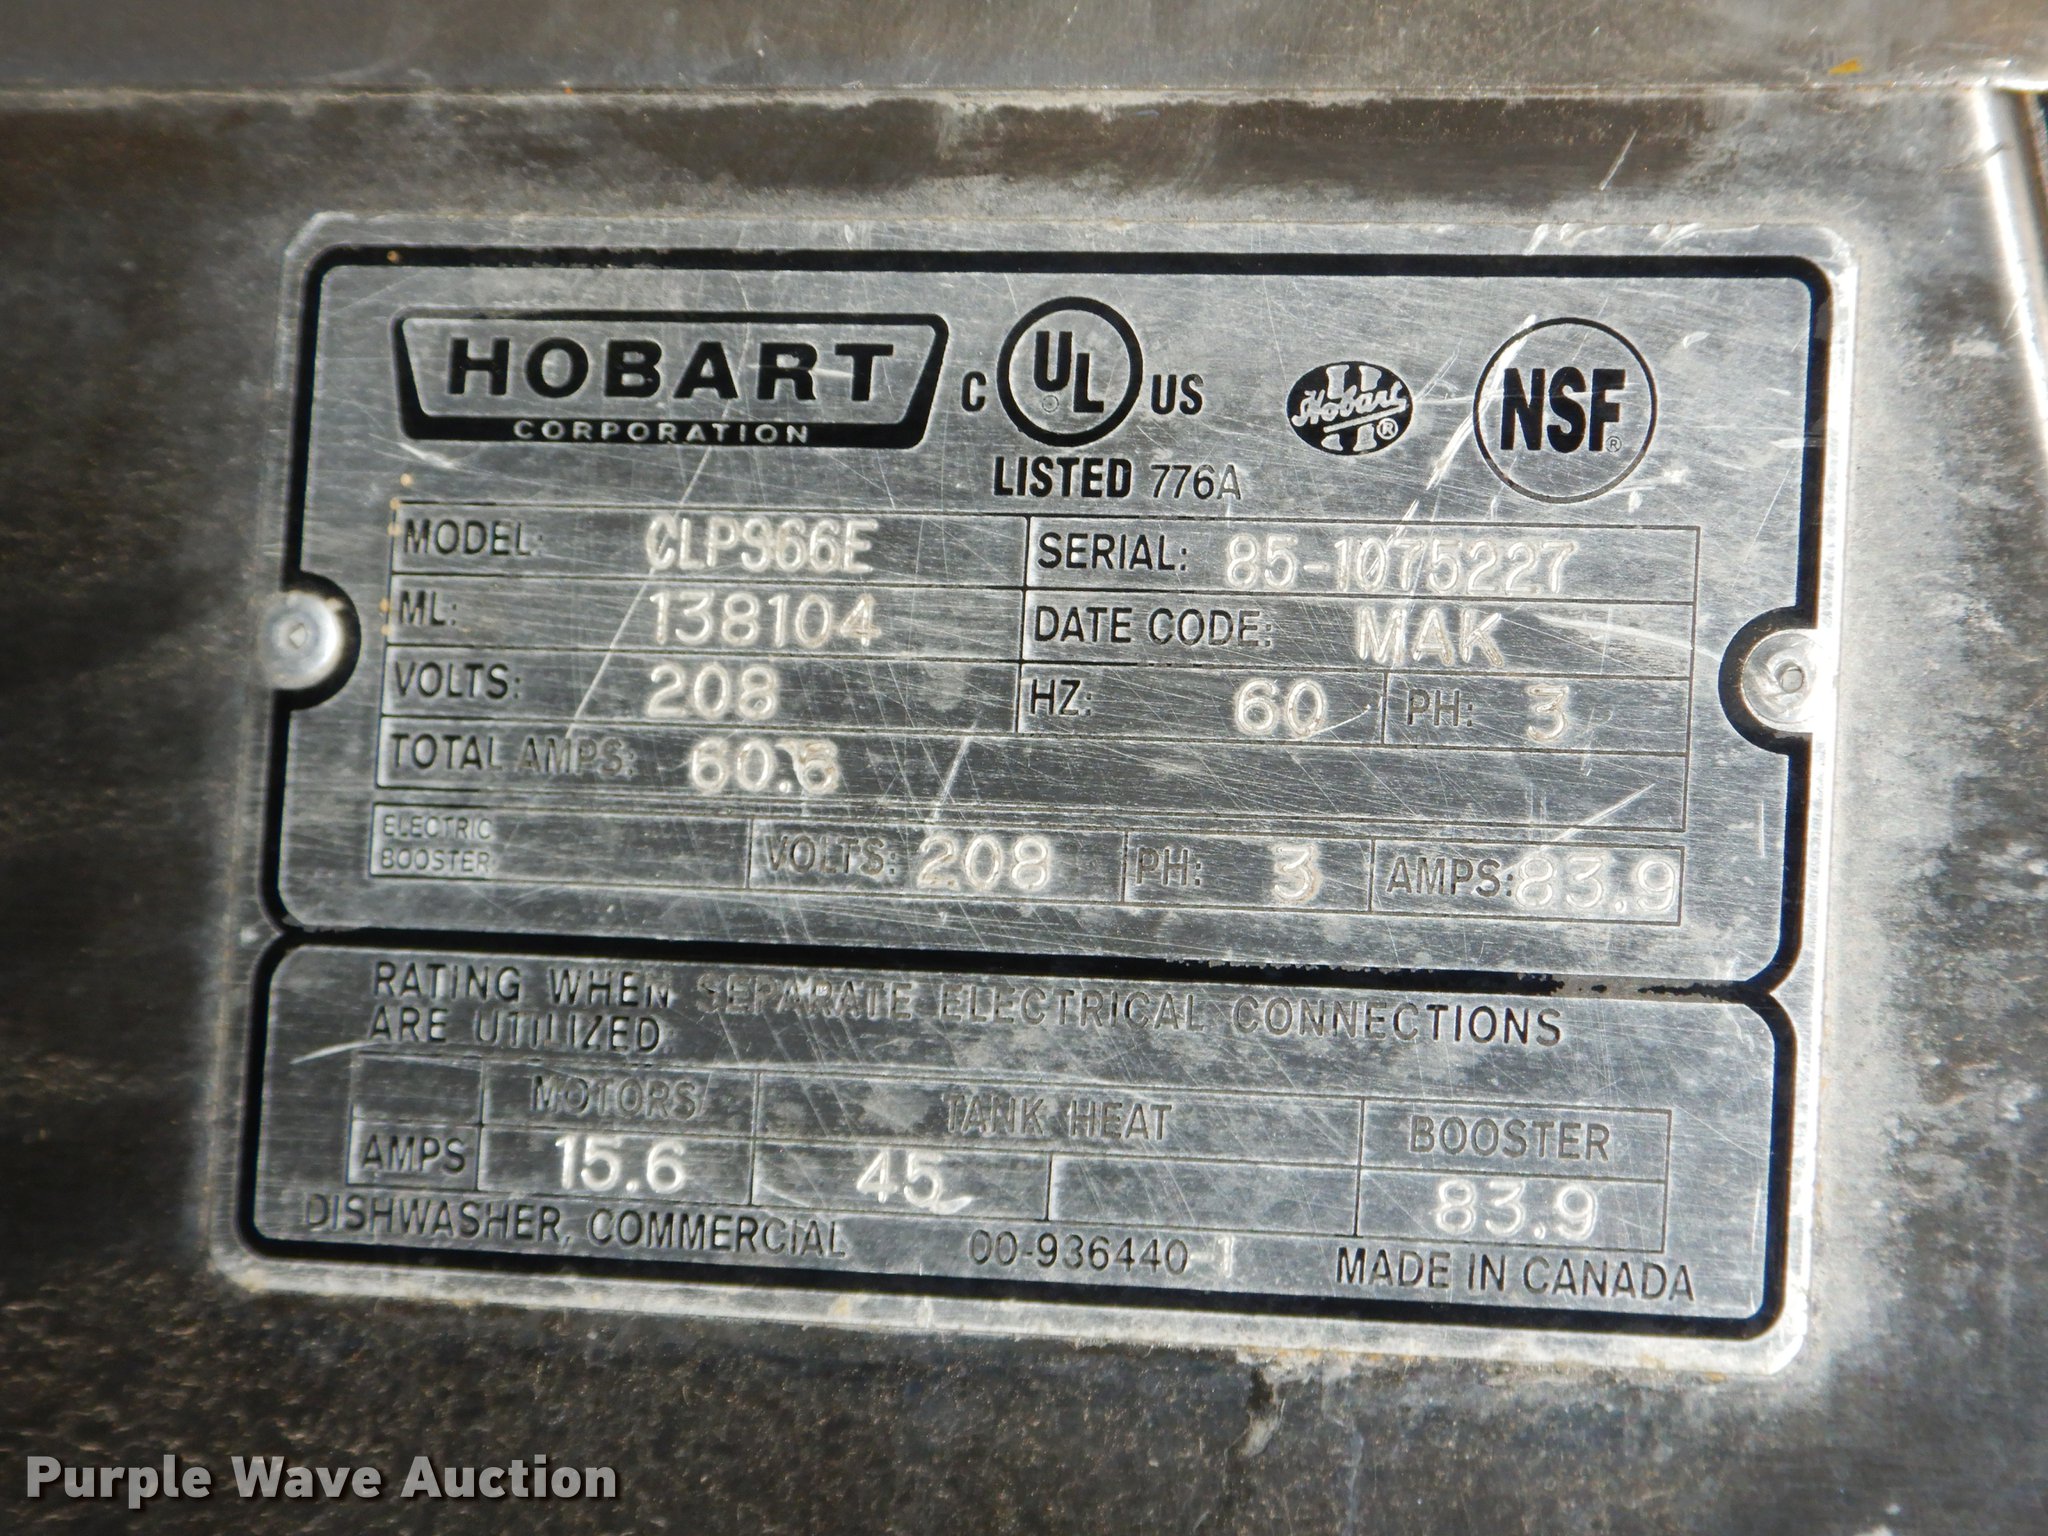 HOBART
CORPORATION
C UL ® US
LISTED 776A
Hobart ®
NSF ®
MODEL: CLPS66E SERIAL: 85-1075227
ML: 138104 DATE CODE: MAK
VOLTS: 208 HZ: 60 PH: 3
TOTAL AMPS: 60.6
ELECTRIC BOOSTER VOLTS: 208 PH: 3 AMPS: 83.9
RATING WHEN SEPARATE ELECTRICAL CONNECTIONS
ARE UTILIZED
MOTORS TANK HEAT BOOSTER
AMPS 15.6 45 83.9
DISHWASHER, COMMERCIAL 00-936440-1 MADE IN CANADA
Purple Wave Auction